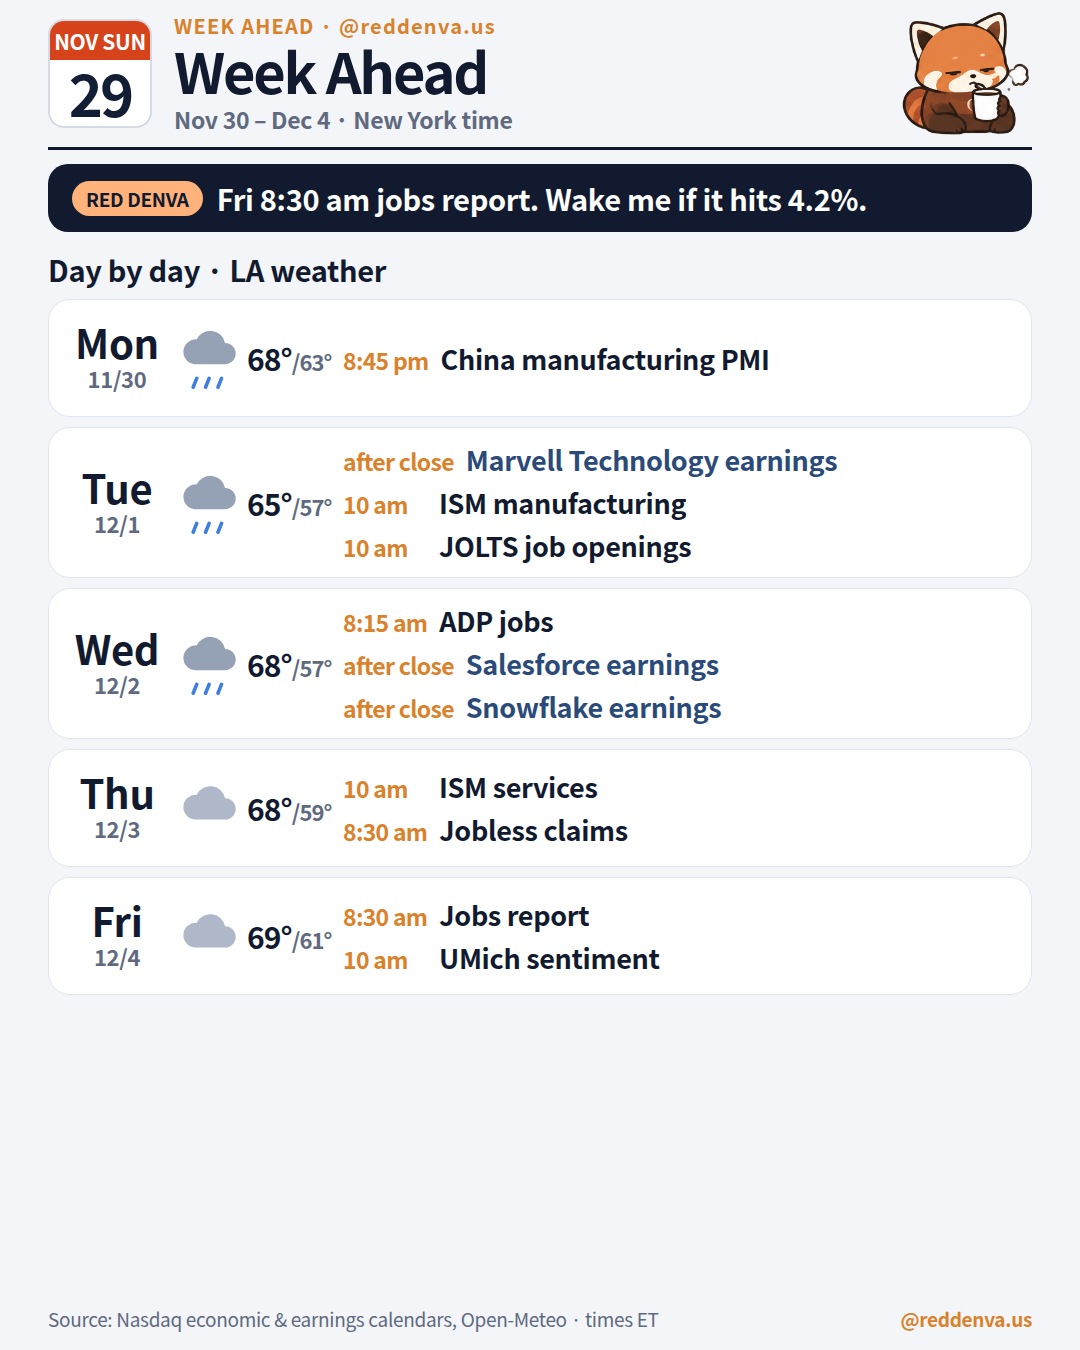 NOV SUN
29
WEEK AHEAD · @reddenva.us
Week Ahead
Nov 30 – Dec 4 · New York time
RED DENVA Fri 8:30 am jobs report. Wake me if it hits 4.2%.
Day by day · LA weather
Mon
11/30
68°/63°
8:45 pm China manufacturing PMI
Tue
12/1
65°/57°
after close Marvell Technology earnings
10 am ISM manufacturing
10 am JOLTS job openings
Wed
12/2
68°/57°
8:15 am ADP jobs
after close Salesforce earnings
after close Snowflake earnings
Thu
12/3
68°/59°
10 am ISM services
8:30 am Jobless claims
Fri
12/4
69°/61°
8:30 am Jobs report
10 am UMich sentiment
Source: Nasdaq economic & earnings calendars, Open-Meteo · times ET
@reddenva.us